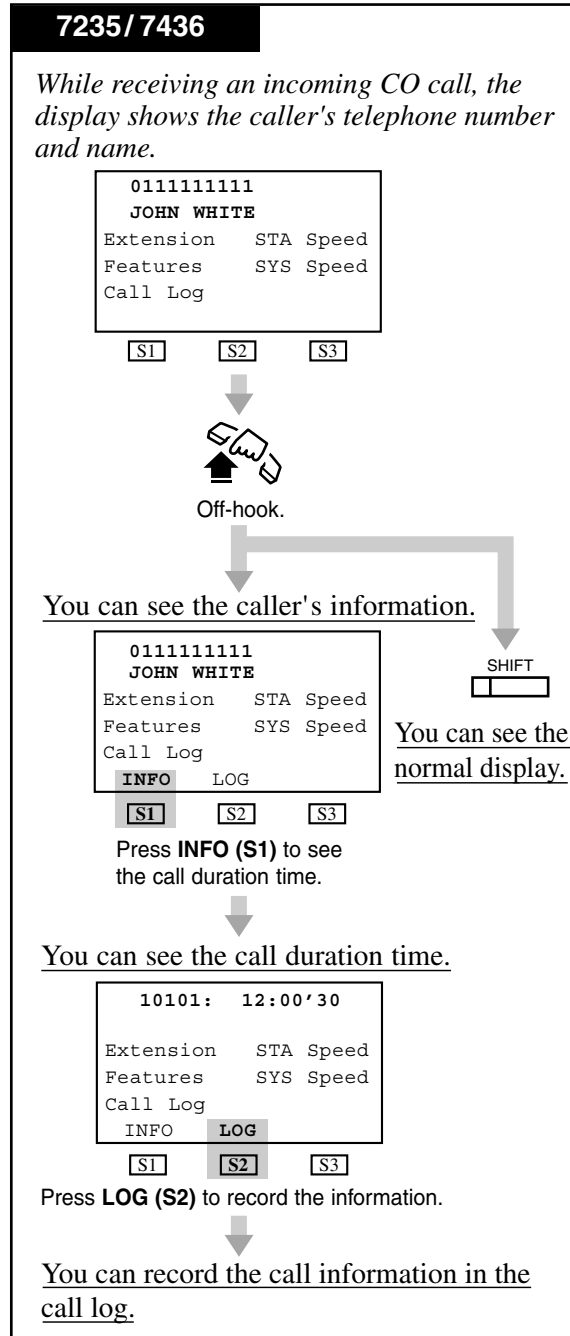 7235/7436
While receiving an incoming CO call, the
display shows the caller's telephone number
and name.
0111111111
JOHN WHITE
Extension STA Speed
Features SYS Speed
Call Log
S1 S2 S3
Off-hook.
You can see the caller's information.
0111111111
JOHN WHITE
Extension STA Speed
Features SYS Speed
Call Log
INFO LOG
S1 S2 S3
SHIFT
You can see the
normal display.
Press INFO (S1) to see
the call duration time.
You can see the call duration time.
10101: 12:00'30
Extension STA Speed
Features SYS Speed
Call Log
INFO LOG
S1 S2 S3
Press LOG (S2) to record the information.
You can record the call information in the
call log.